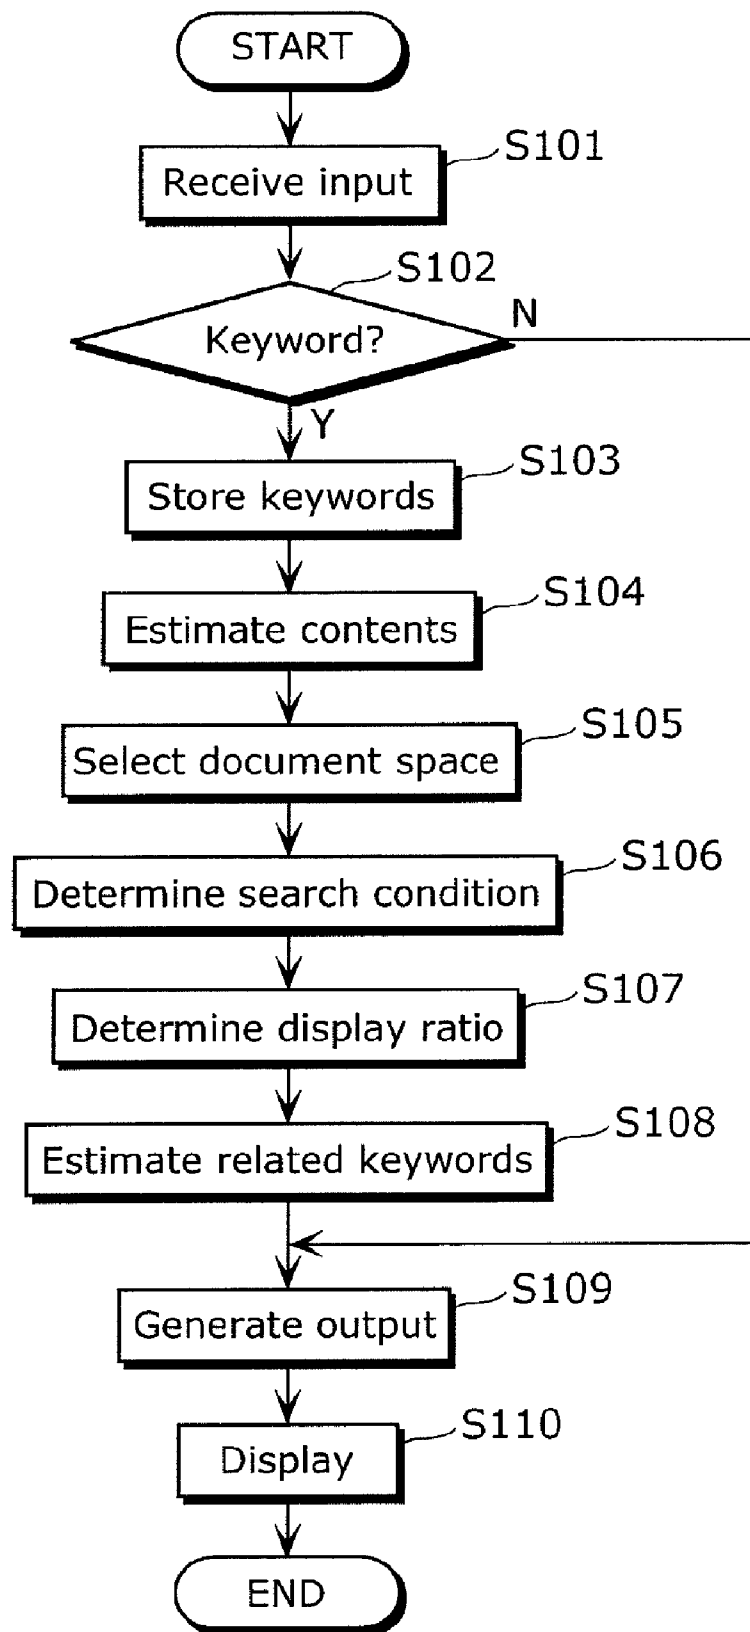 START
S101
Receive input
S102
Keyword?
N
Y
S103
Store keywords
S104
Estimate contents
S105
Select document space
S106
Determine search condition
S107
Determine display ratio
S108
Estimate related keywords
S109
Generate output
S110
Display
END